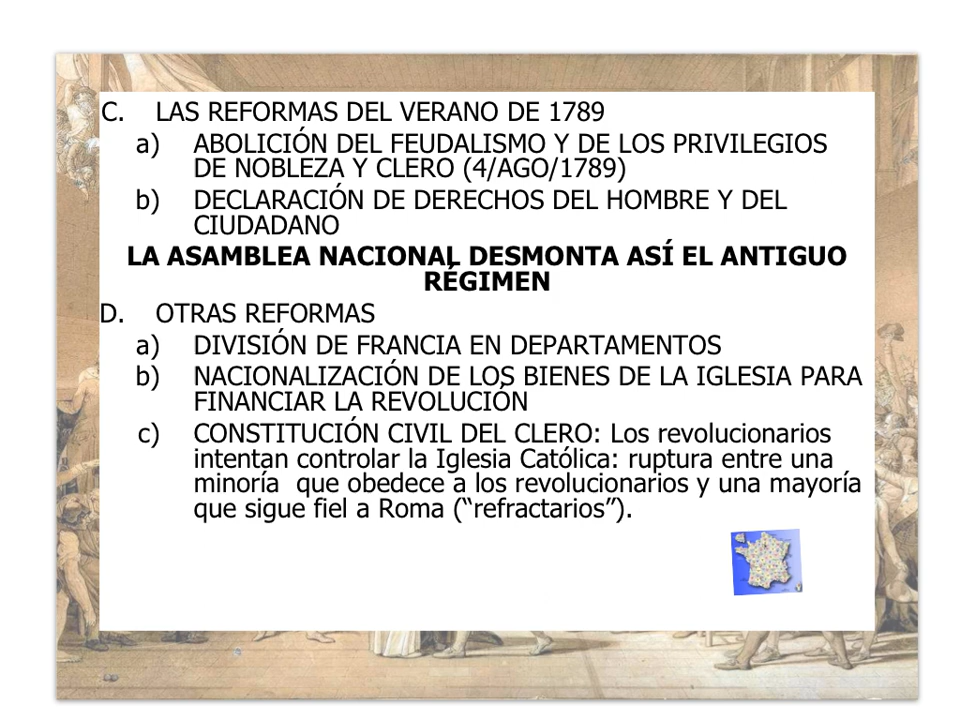 C. LAS REFORMAS DEL VERANO DE 1789
a) ABOLICIÓN DEL FEUDALISMO Y DE LOS PRIVILEGIOS
DE NOBLEZA Y CLERO (4/AGO/1789)
b) DECLARACIÓN DE DERECHOS DEL HOMBRE Y DEL
CIUDADANO
LA ASAMBLEA NACIONAL DESMONTA ASÍ EL ANTIGUO
RÉGIMEN
D. OTRAS REFORMAS
a) DIVISIÓN DE FRANCIA EN DEPARTAMENTOS
b) NACIONALIZACIÓN DE LOS BIENES DE LA IGLESIA PARA
FINANCIAR LA REVOLUCIÓN
c) CONSTITUCIÓN CIVIL DEL CLERO: Los revolucionarios
intentan controlar la Iglesia Católica: ruptura entre una
minoría que obedece a los revolucionarios y una mayoría
que sigue fiel a Roma (“refractarios”).